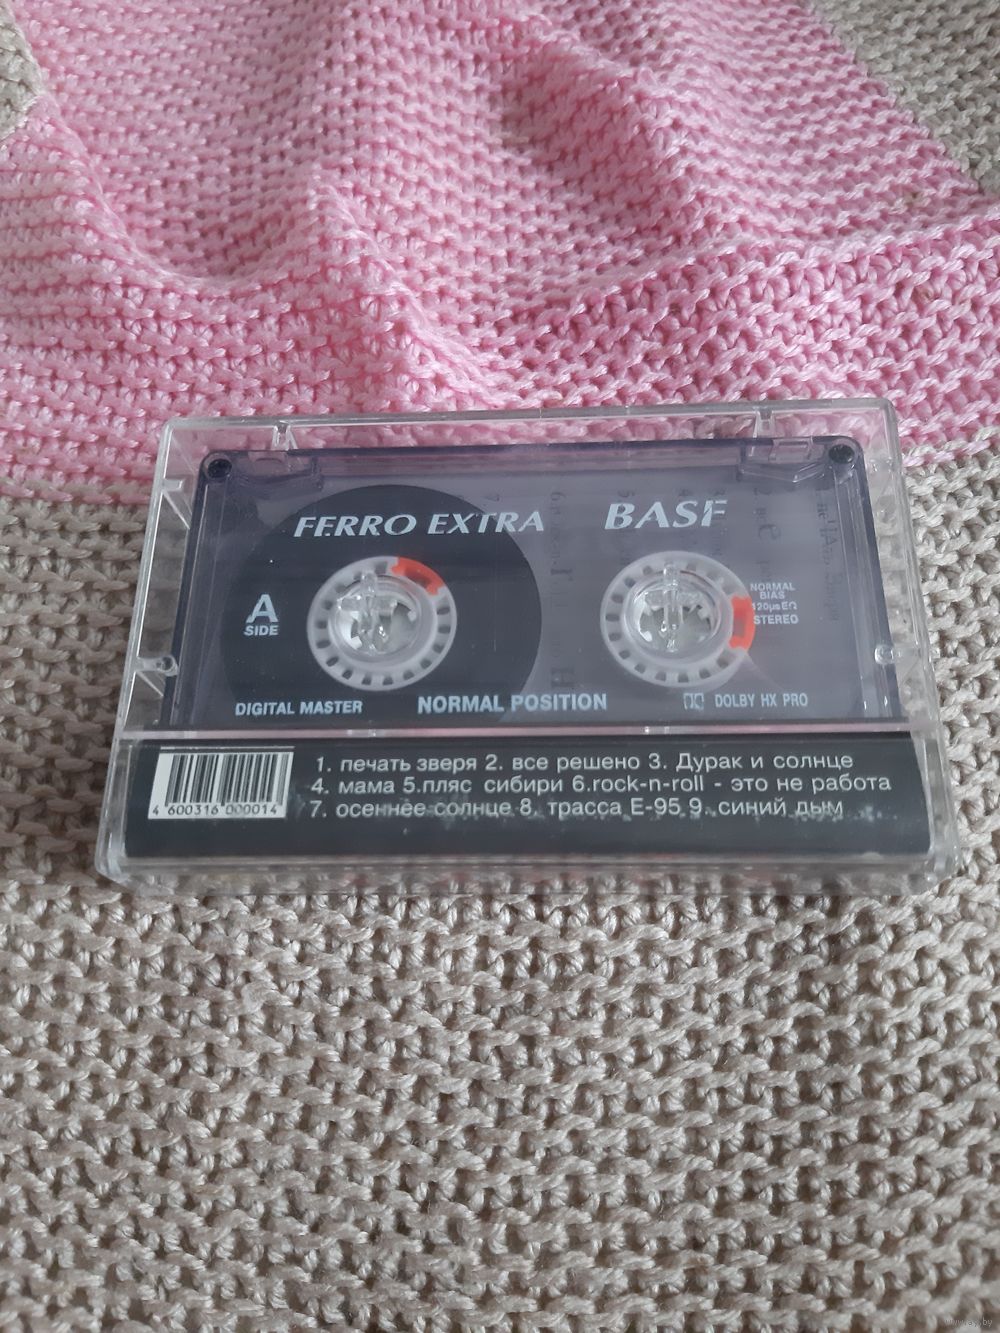 FERRO EXTRA BASF
A
SIDE
NORMAL
BIAS
120µs EQ
STEREO
DIGITAL MASTER NORMAL POSITION DOLBY HX PRO
1. печать зверя 2. все решено 3. Дурак и солнце
4. мама 5.пляс сибири 6.rock-n-roll - это не работа
7. осеннее солнце 8. трасса Е-95 9. синий дым
4 600316 000014